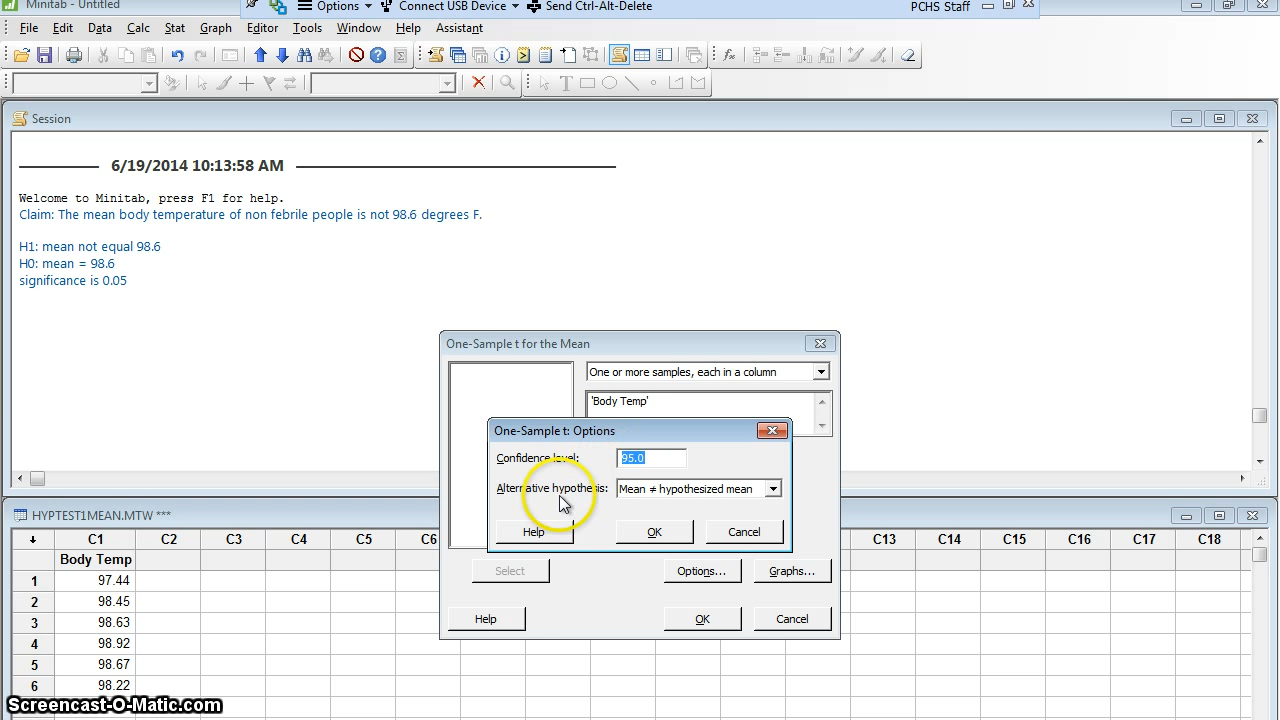 Minitab - Untitled
Options
Connect USB Device
Send Ctrl-Alt-Delete
PCHS Staff
File Edit Data Calc Stat Graph Editor Tools Window Help Assistant
Session
6/19/2014 10:13:58 AM
Welcome to Minitab, press F1 for help.
Claim: The mean body temperature of non febrile people is not 98.6 degrees F.
H1: mean not equal 98.6
H0: mean = 98.6
significance is 0.05
One-Sample t for the Mean
One or more samples, each in a column
'Body Temp'
One-Sample t: Options
Confidence level: 95.0
Alternative hypothesis: Mean ≠ hypothesized mean
Help OK Cancel
Select Options... Graphs...
Help OK Cancel
HYPTEST1MEAN.MTW ***
C1 C2 C3 C4 C5 C6 C13 C14 C15 C16 C17 C18
Body Temp
1 97.44
2 98.45
3 98.63
4 98.92
5 98.67
6 98.22
Screencast-O-Matic.com